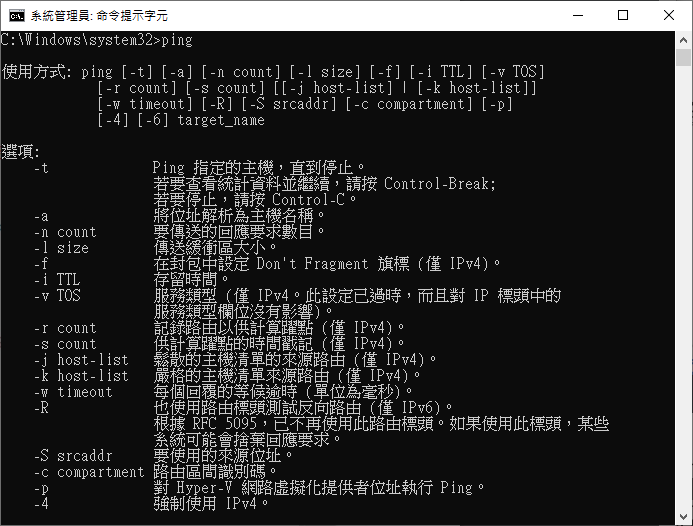 系統管理員: 命令提示字元
C:\Windows\system32>ping
使用方式: ping [-t] [-a] [-n count] [-l size] [-f] [-i TTL] [-v TOS]
[-r count] [-s count] [[-j host-list] | [-k host-list]]
[-w timeout] [-R] [-S srcaddr] [-c compartment] [-p]
[-4] [-6] target_name
選項:
-t Ping 指定的主機，直到停止。
若要查看統計資料並繼續，請按 Control-Break;
若要停止，請按 Control-C。
-a 將位址解析為主機名稱。
-n count 要傳送的回應要求數目。
-l size 傳送緩衝區大小。
-f 在封包中設定 Don't Fragment 旗標 (僅 IPv4)。
-i TTL 存留時間。
-v TOS 服務類型 (僅 IPv4。此設定已過時，而且對 IP 標頭中的
服務類型欄位沒有影響)。
-r count 記錄路由以供計算躍點 (僅 IPv4)。
-s count 供計算躍點的時間戳記 (僅 IPv4)。
-j host-list 鬆散的主機清單的來源路由 (僅 IPv4)。
-k host-list 嚴格的主機清單來源路由 (僅 IPv4)。
-w timeout 每個回覆的等候逾時 (單位為毫秒)。
-R 也使用路由標頭測試反向路由 (僅 IPv6)。
根據 RFC 5095，已不再使用此路由標頭。如果使用此標頭，某些
系統可能會捨棄回應要求。
-S srcaddr 要使用的來源位址。
-c compartment 路由區間識別碼。
-p 對 Hyper-V 網路虛擬化提供者位址執行 Ping。
-4 強制使用 IPv4。